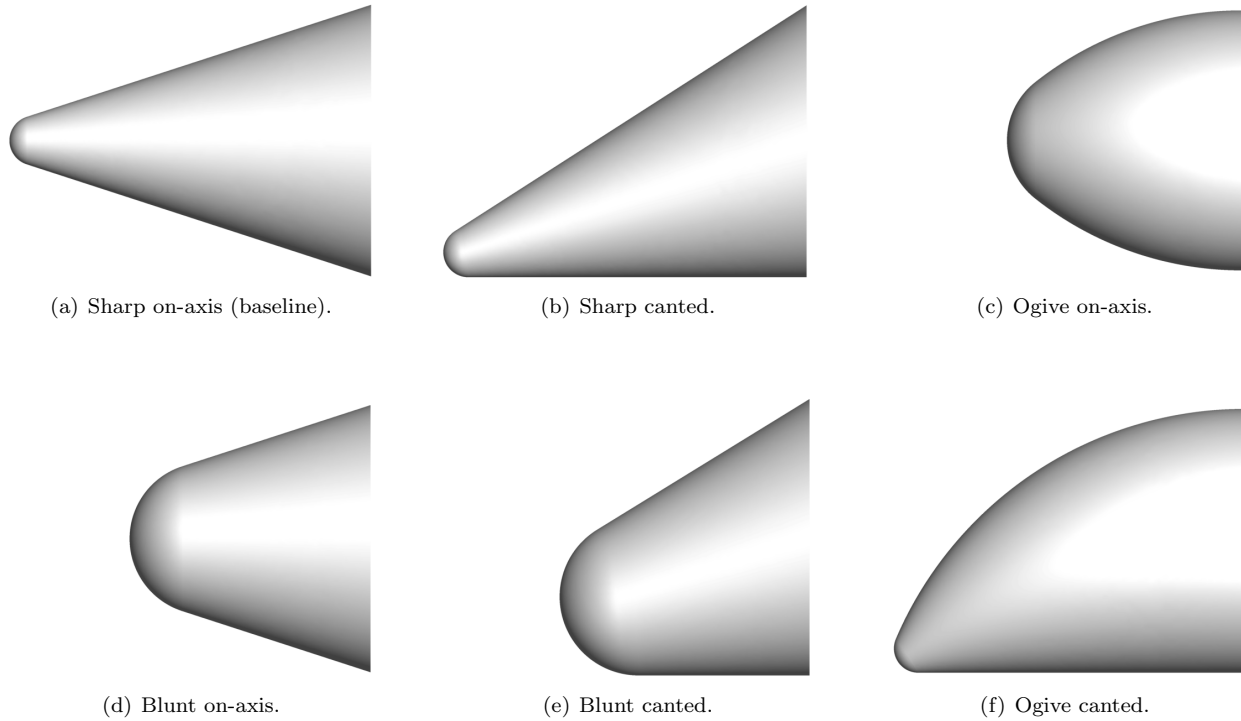 (a) Sharp on-axis (baseline).
(b) Sharp canted.
(c) Ogive on-axis.
(d) Blunt on-axis.
(e) Blunt canted.
(f) Ogive canted.